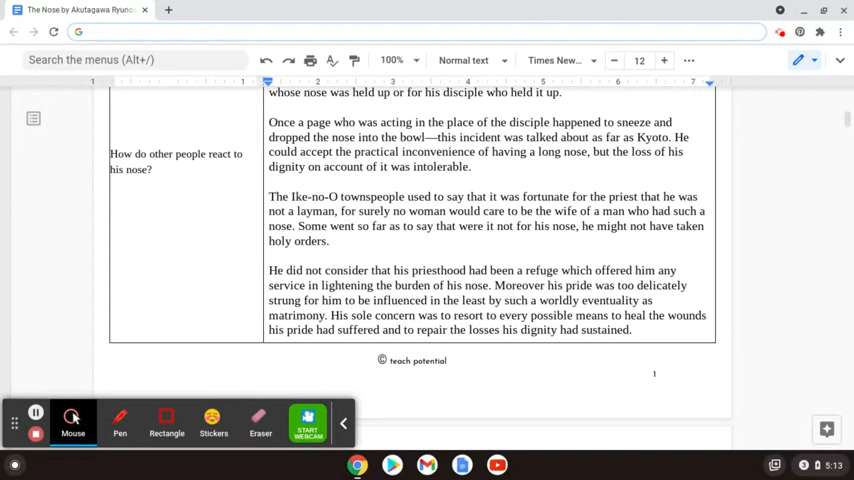 The Nose by Akutagawa Ryuno
Search the menus (Alt+/)
100%
Normal text
Times New...
12
1 1 2 3 4 5 6 7
whose nose was held up or for his disciple who held it up.
Once a page who was acting in the place of the disciple happened to sneeze and
dropped the nose into the bowl—this incident was talked about as far as Kyoto. He
could accept the practical inconvenience of having a long nose, but the loss of his
dignity on account of it was intolerable.
How do other people react to
his nose?
The Ike-no-O townspeople used to say that it was fortunate for the priest that he was
not a layman, for surely no woman would care to be the wife of a man who had such a
nose. Some went so far as to say that were it not for his nose, he might not have taken
holy orders.
He did not consider that his priesthood had been a refuge which offered him any
service in lightening the burden of his nose. Moreover his pride was too delicately
strung for him to be influenced in the least by such a worldly eventuality as
matrimony. His sole concern was to resort to every possible means to heal the wounds
his pride had suffered and to repair the losses his dignity had sustained.
© teach potential
1
Mouse
Pen
Rectangle
Stickers
Eraser
START
WEBCAM
3
5:13